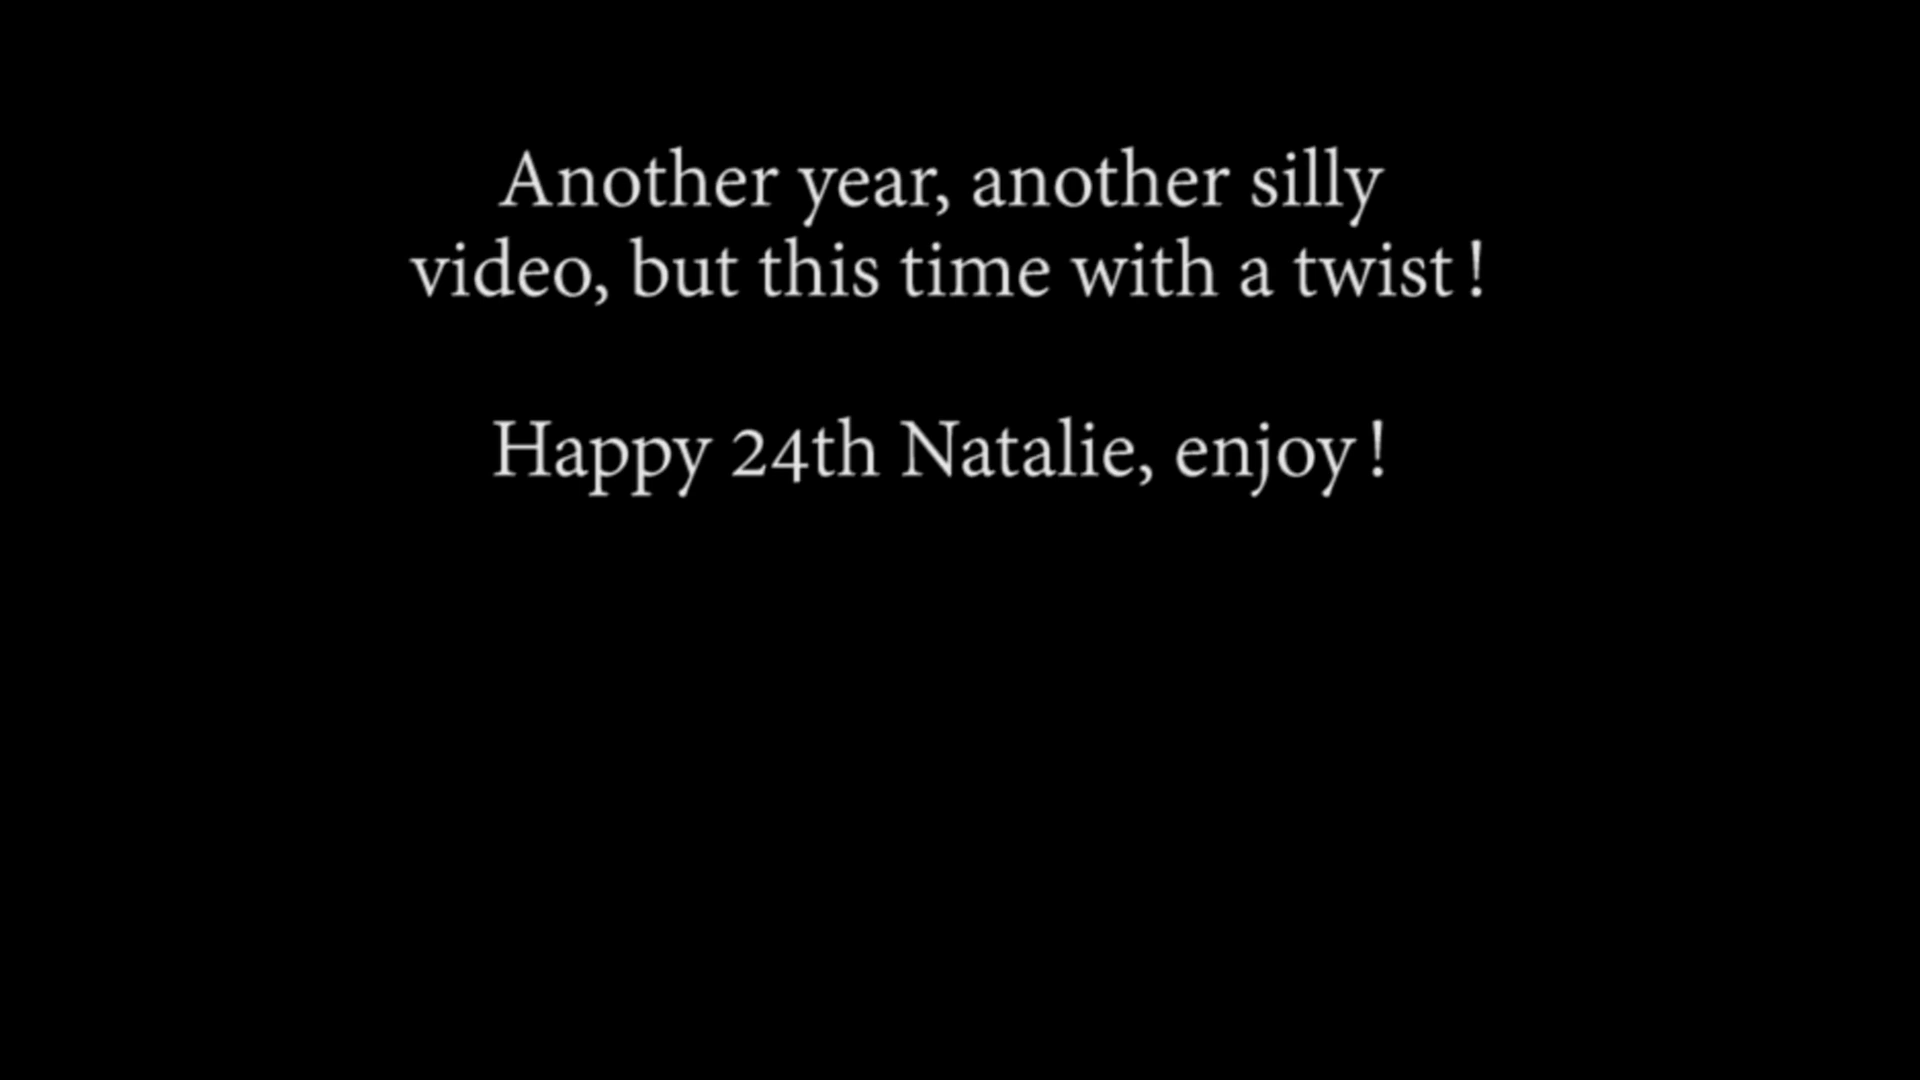 Another year, another silly
video, but this time with a twist!
Happy 24th Natalie, enjoy!